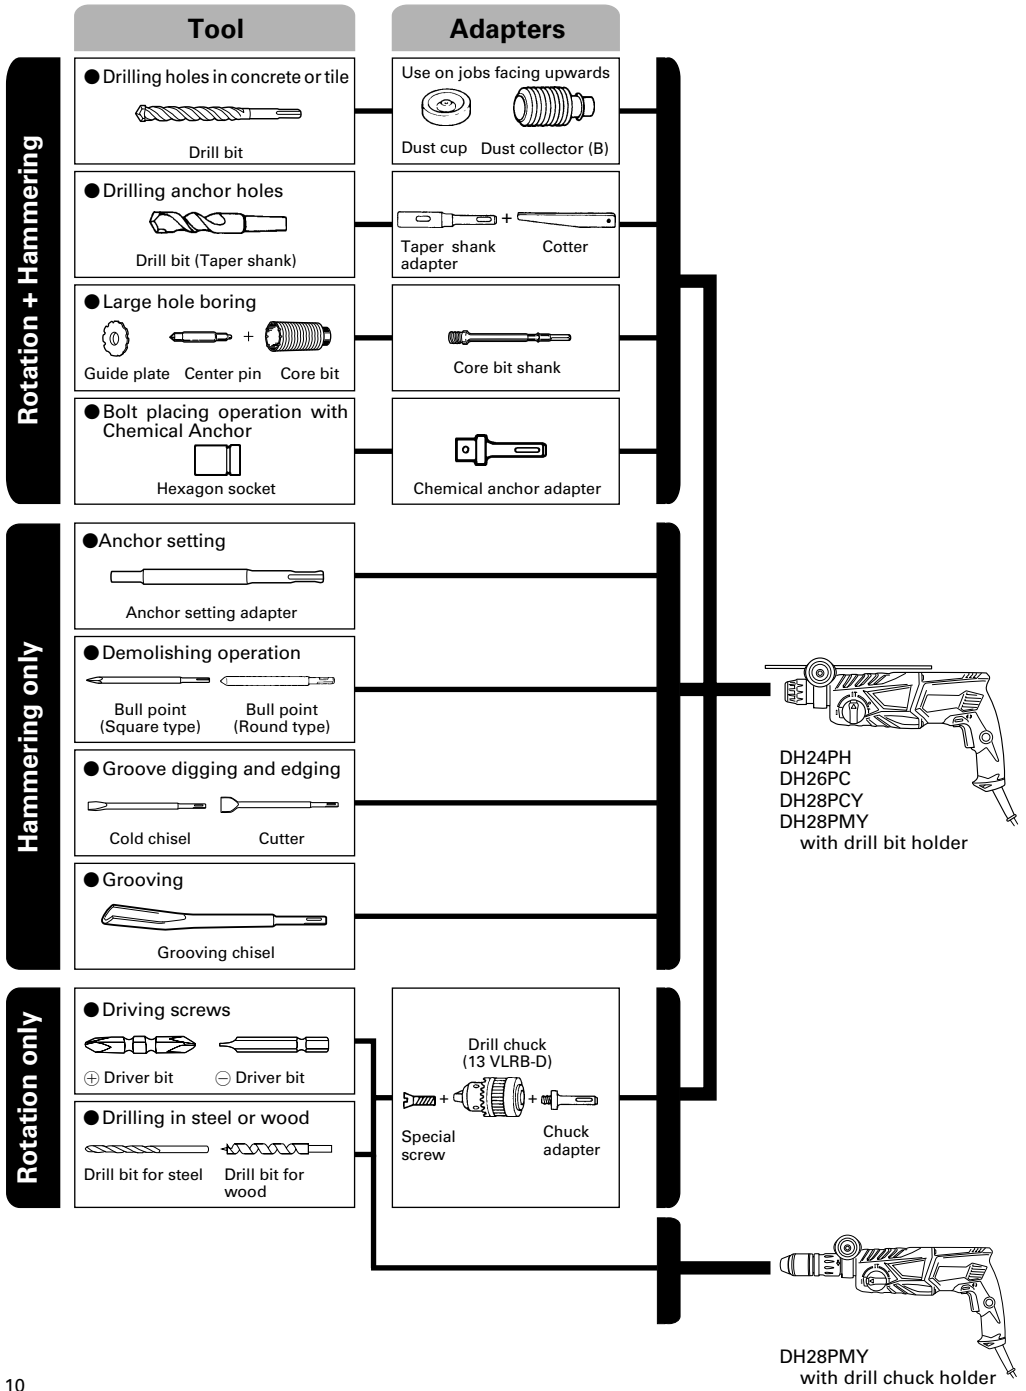 Tool
Adapters
Rotation + Hammering
● Drilling holes in concrete or tile
Drill bit
Use on jobs facing upwards
Dust cup Dust collector (B)
● Drilling anchor holes
Drill bit (Taper shank)
+
Taper shank
adapter
Cotter
● Large hole boring
+
Guide plate Center pin Core bit
Core bit shank
● Bolt placing operation with
Chemical Anchor
Hexagon socket
Chemical anchor adapter
Hammering only
● Anchor setting
Anchor setting adapter
● Demolishing operation
Bull point
(Square type)
Bull point
(Round type)
● Groove digging and edging
Cold chisel Cutter
● Grooving
Grooving chisel
DH24PH
DH26PC
DH28PCY
DH28PMY
with drill bit holder
Rotation only
● Driving screws
⊕ Driver bit ⊖ Driver bit
● Drilling in steel or wood
Drill bit for steel
Drill bit for
wood
Drill chuck
(13 VLRB-D)
+ +
Special
screw
Chuck
adapter
DH28PMY
with drill chuck holder
10